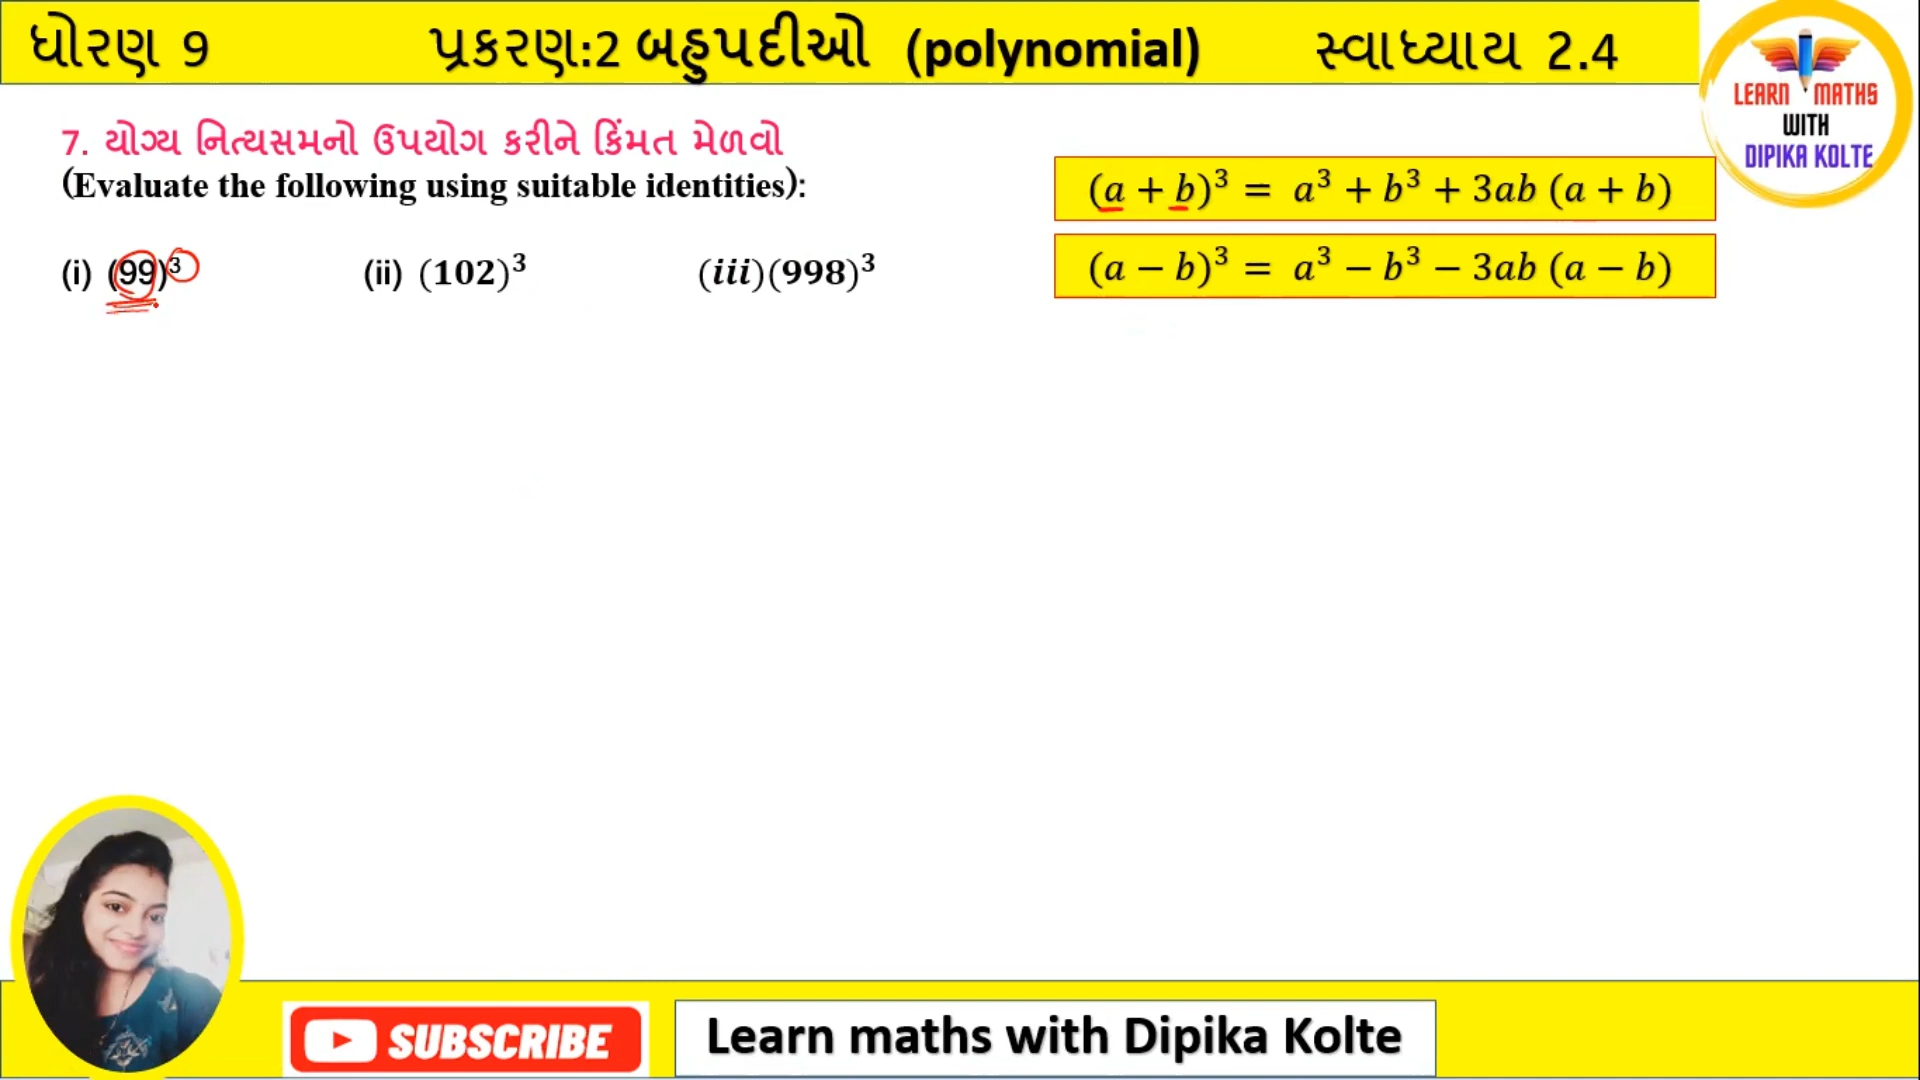 ધોરણ 9 પ્રકરણ:2 બહુપદીઓ (polynomial) સ્વાધ્યાય 2.4
LEARN MATHS
WITH
DIPIKA KOLTE
7. યોગ્ય નિત્યસમનો ઉપયોગ કરીને કિંમત મેળવો
(Evaluate the following using suitable identities):
(a + b)³ = a³ + b³ + 3ab (a + b)
(i) (99)³ (ii) (102)³ (iii)(998)³
(a − b)³ = a³ − b³ − 3ab (a − b)
SUBSCRIBE
Learn maths with Dipika Kolte